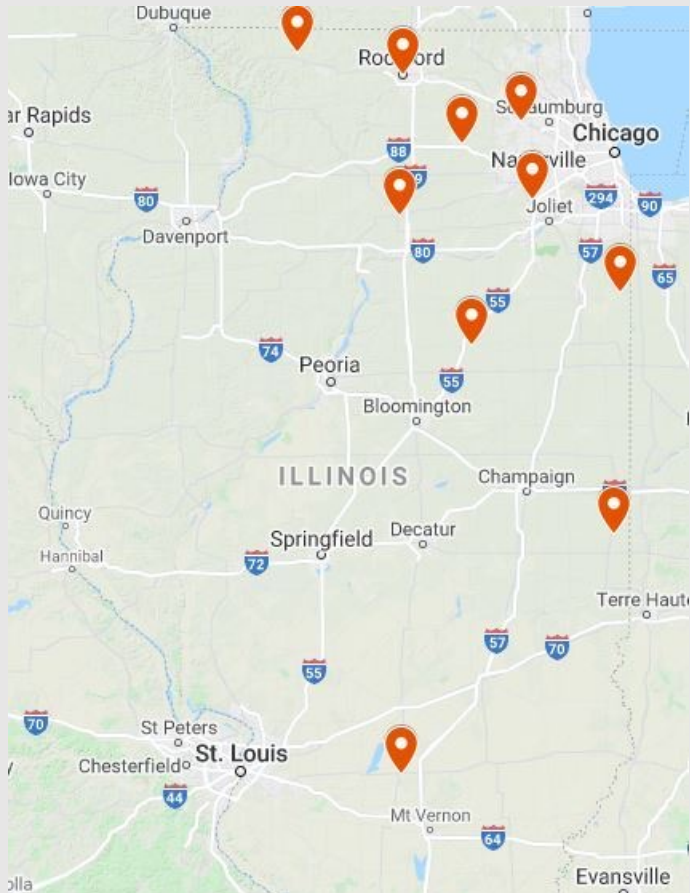 Dubuque
Rockford
Schaumburg
ar Rapids
Chicago
88
Naperville
Iowa City
80
294
90
Joliet
Davenport
80
57
65
55
74
Peoria
55
Bloomington
ILLINOIS
Champaign
Quincy
Springfield
Decatur
Hannibal
72
Terre Haute
57
70
55
70
St Peters
St. Louis
Chesterfield
44
Mt Vernon
64
olla
Evansville